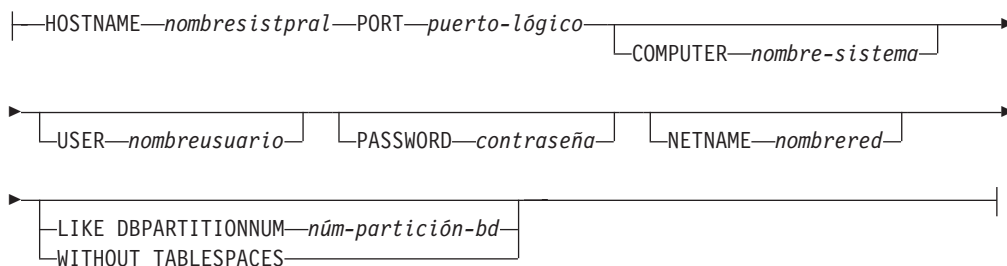 HOSTNAME nombresistpral PORT puerto-lógico
COMPUTER nombre-sistema
USER nombreusuario PASSWORD contraseña NETNAME nombrered
LIKE DBPARTITIONNUM núm-partición-bd
WITHOUT TABLESPACES